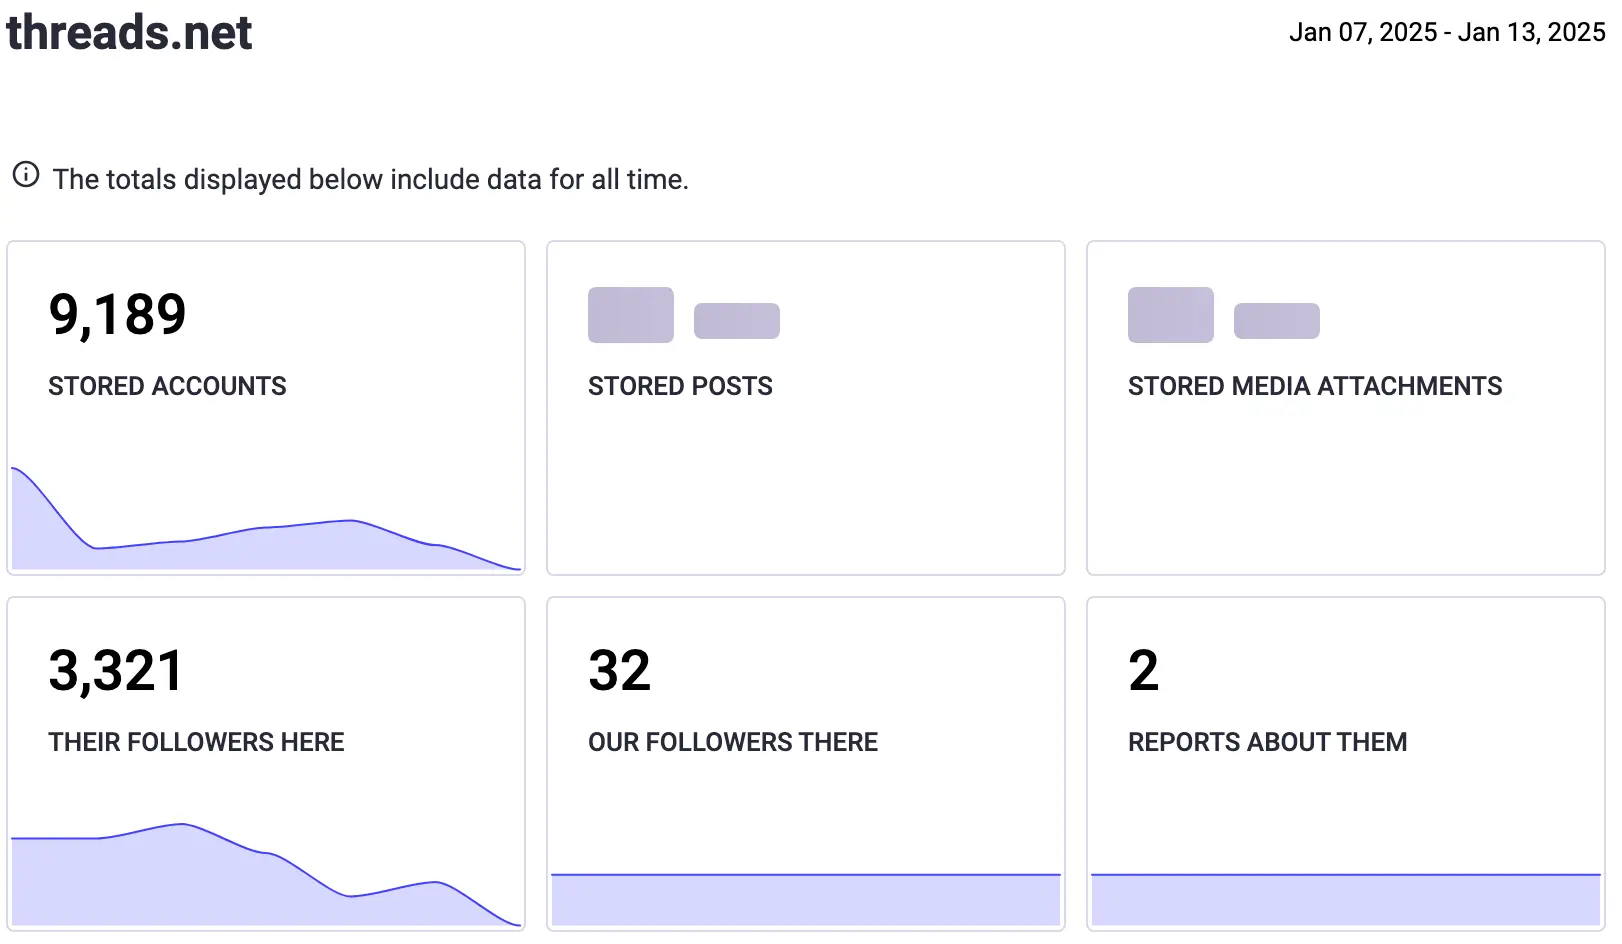 threads.net
Jan 07, 2025 - Jan 13, 2025
The totals displayed below include data for all time.
9,189
STORED ACCOUNTS
STORED POSTS
STORED MEDIA ATTACHMENTS
3,321
THEIR FOLLOWERS HERE
32
OUR FOLLOWERS THERE
2
REPORTS ABOUT THEM